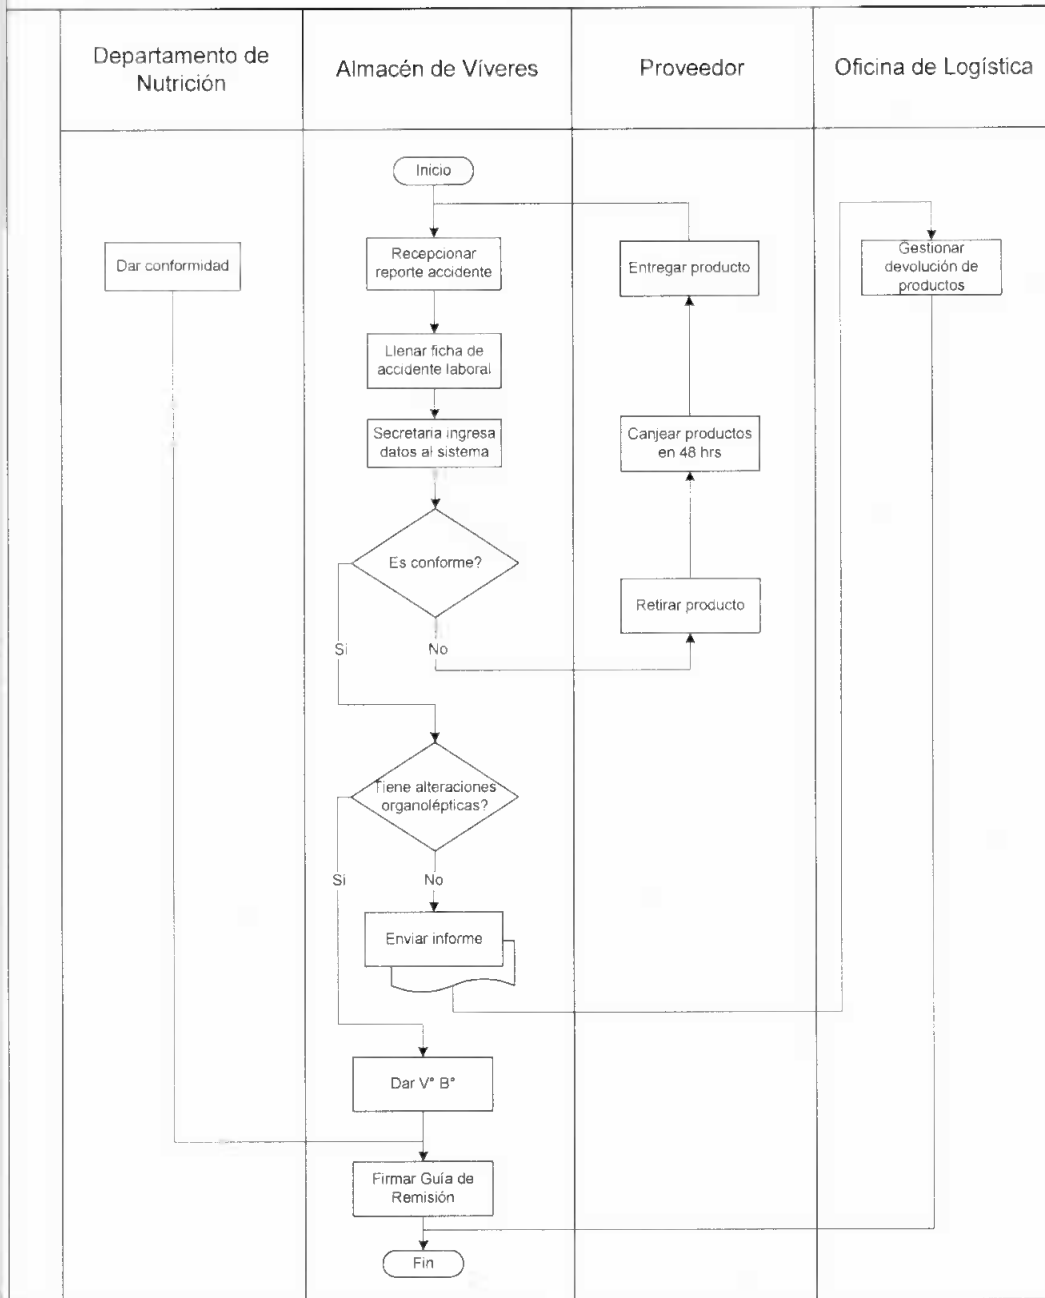 Departamento de
Nutrición
Almacén de Víveres
Proveedor
Oficina de Logística
Inicio
Dar conformidad
Recepcionar
reporte accidente
Entregar producto
Gestionar
devolución de
productos
Llenar ficha de
accidente laboral
Secretaria ingresa
datos al sistema
Canjear productos
en 48 hrs
Es conforme?
Retirar producto
Si
No
Tiene alteraciones
organolépticas?
Si
No
Enviar informe
Dar V° B°
Firmar Guía de
Remisión
Fin